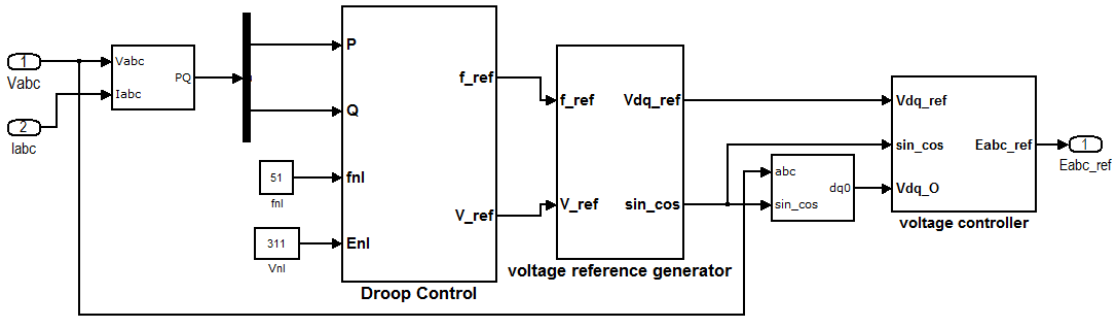 1
Vabc
2
Iabc
Vabc
Iabc
PQ
51
fnl
311
Vnl
P
Q
fnl
Enl
f_ref
V_ref
Droop Control
f_ref
V_ref
Vdq_ref
sin_cos
voltage reference generator
abc
sin_cos
dq0
Vdq_ref
sin_cos
Vdq_O
Eabc_ref
voltage controller
1
Eabc_ref